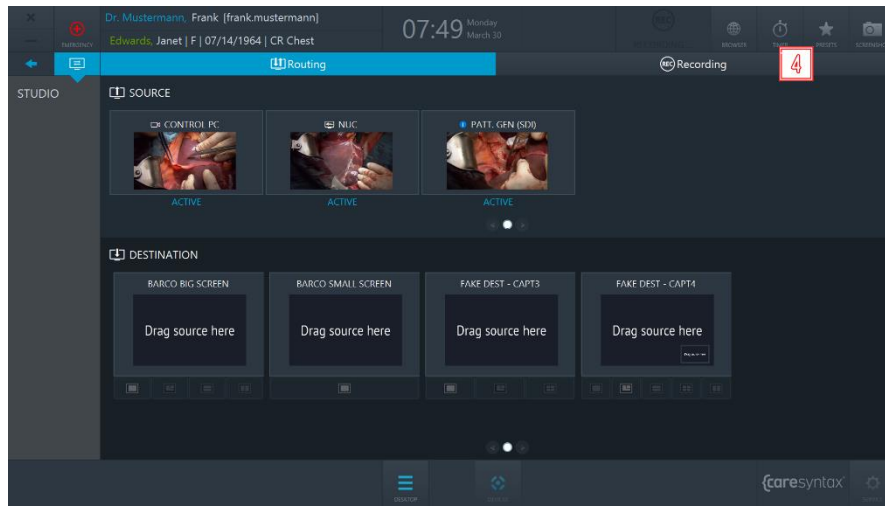 Dr. Mustermann, Frank [frank.mustermann]
Edwards, Janet | F | 07/14/1964 | CR Chest
07:49 Monday
March 30
EMERGENCY
BROWSER
TIMER
PRESETS
Routing
REC Recording
4
STUDIO
SOURCE
CONTROL PC
NUC
PATT. GEN (SDI)
ACTIVE
ACTIVE
ACTIVE
DESTINATION
BARCO BIG SCREEN
BARCO SMALL SCREEN
FAKE DEST - CAPT3
FAKE DEST - CAPT4
Drag source here
Drag source here
Drag source here
Drag source here
DESKTOP
caresyntax